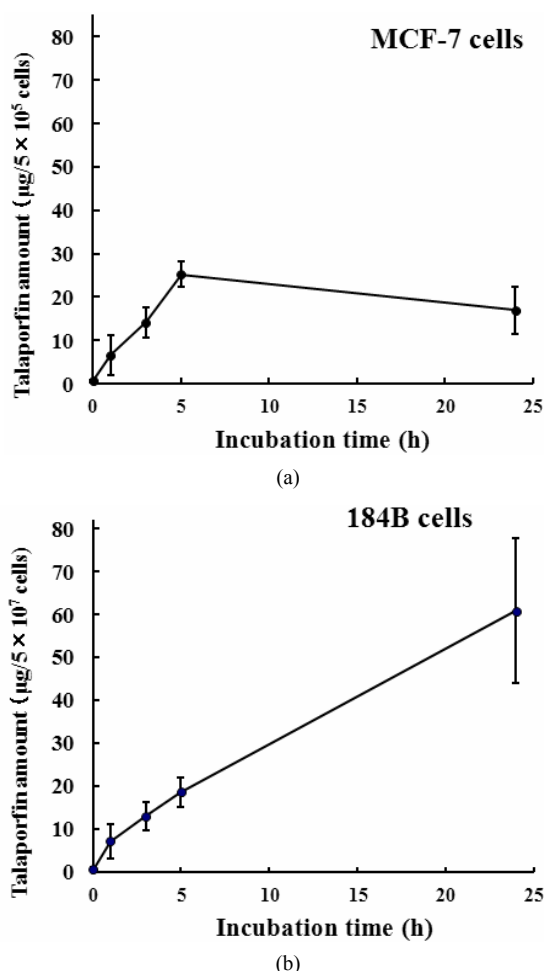 MCF-7 cells
Talaporfin amount (μg/5 × 10⁵ cells)
80
70
60
50
40
30
20
10
0
0 5 10 15 20 25
Incubation time (h)
(a)
184B cells
Talaporfin amount (μg/5 × 10⁷ cells)
80
70
60
50
40
30
20
10
0
0 5 10 15 20 25
Incubation time (h)
(b)